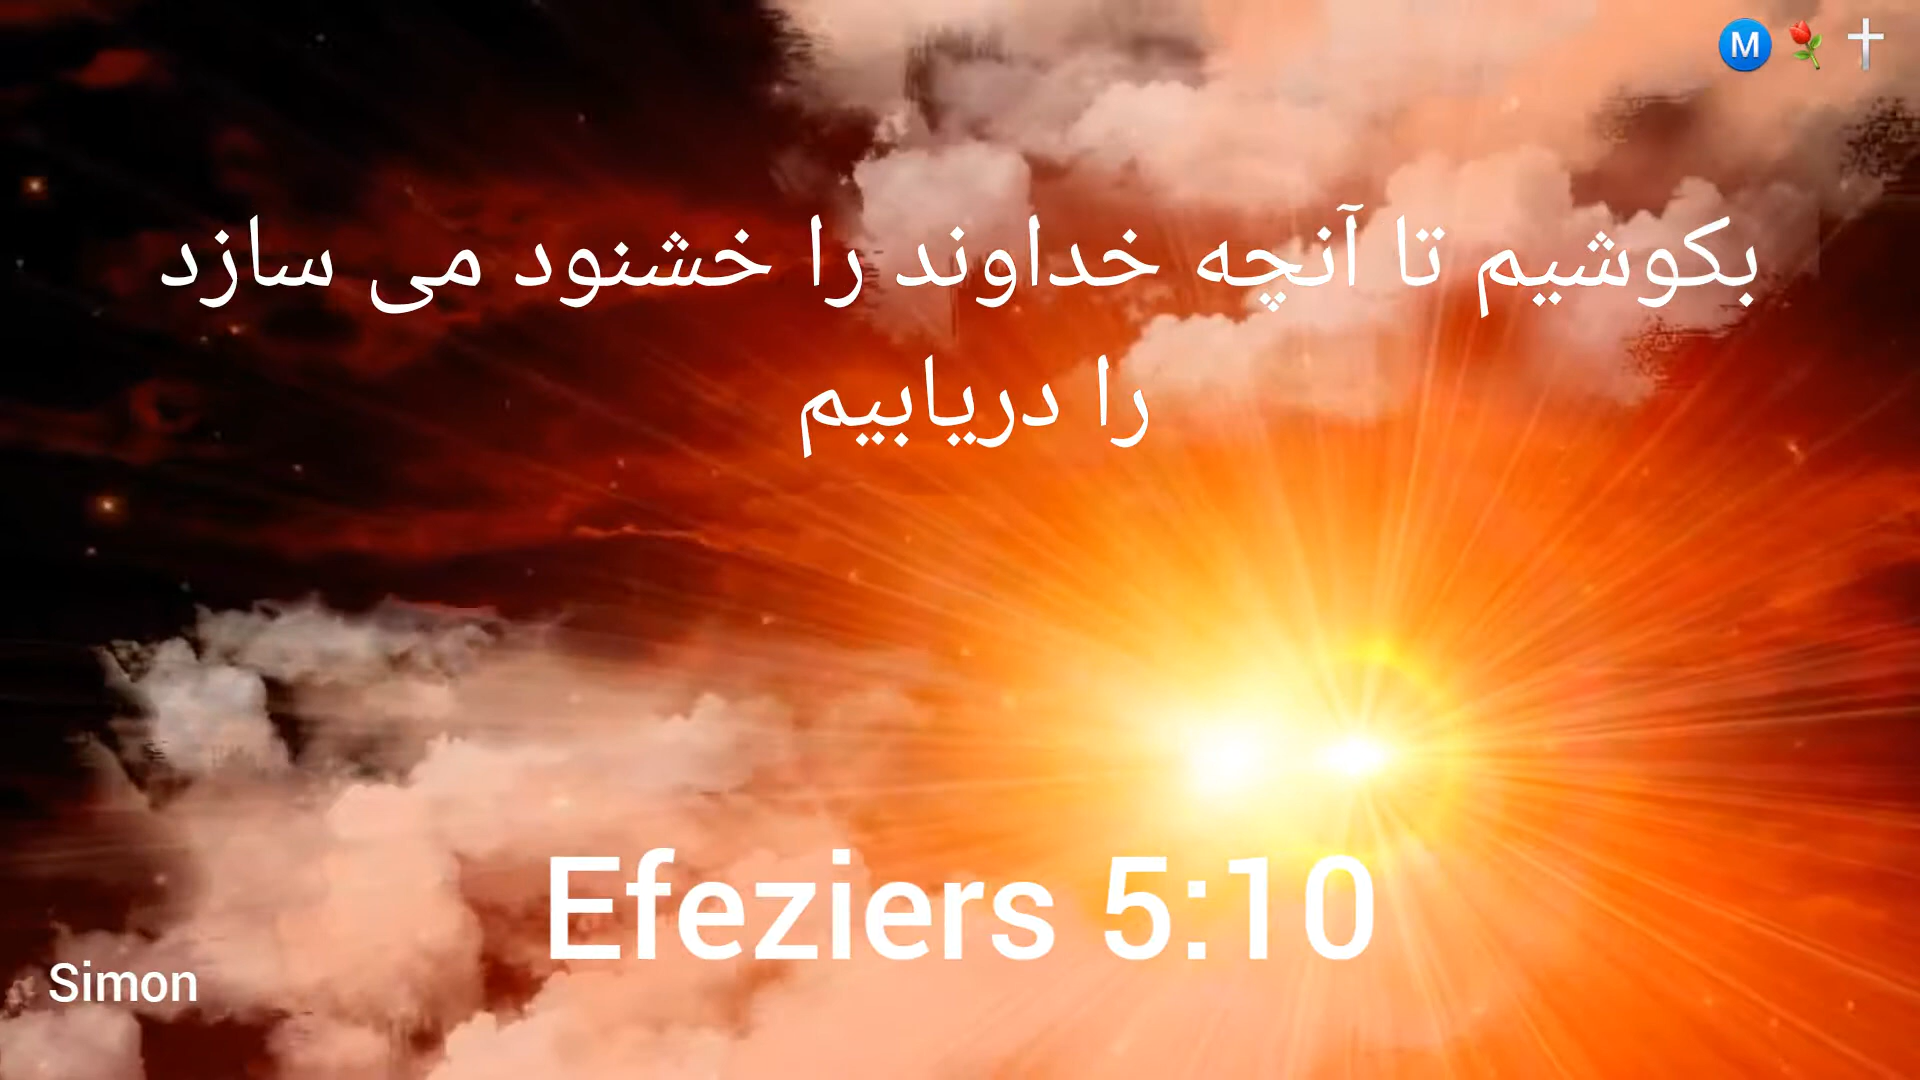 Ⓜ️🌹✝️
بکوشیم تا آنچه خداوند را خشنود می سازد
را دریابیم
Efeziers 5:10
Simon